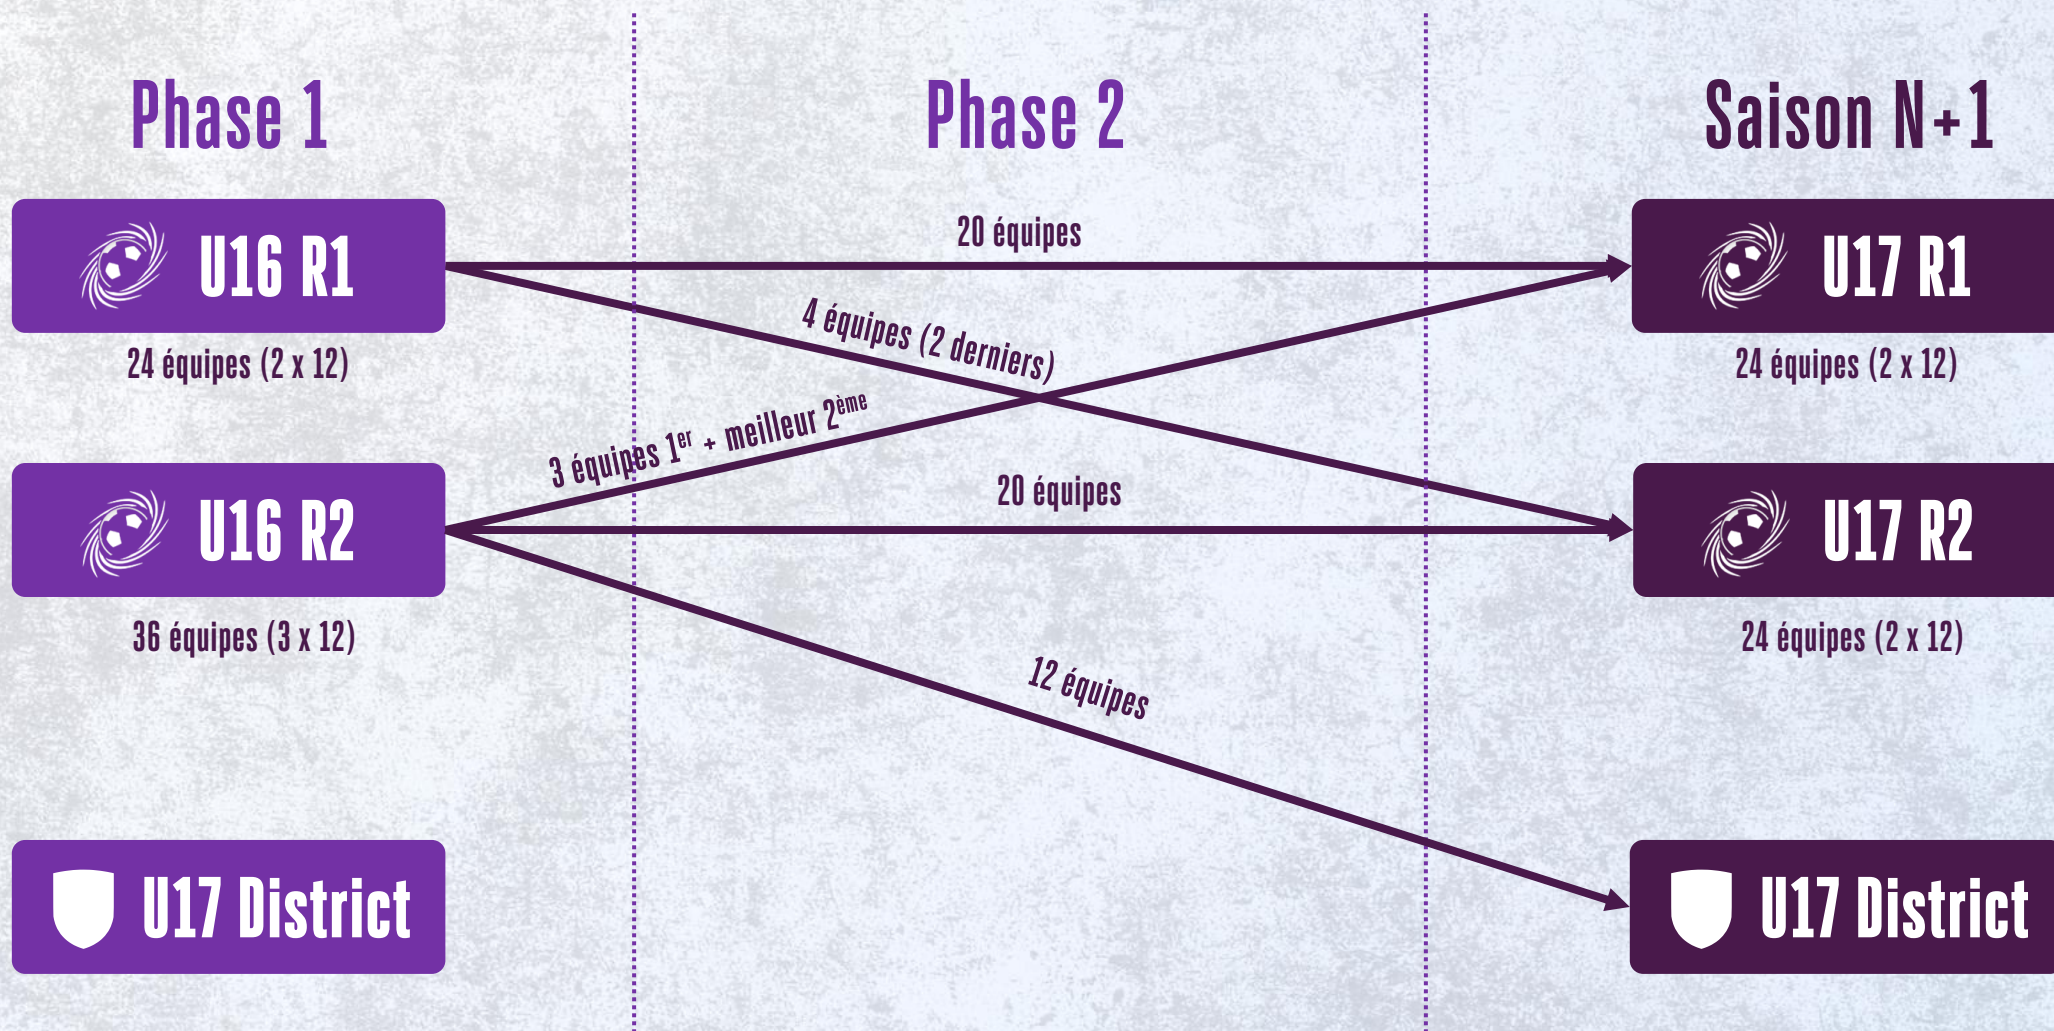 Phase 1
Phase 2
Saison N+1
U16 R1
20 équipes
U17 R1
24 équipes (2 x 12)
4 équipes (2 derniers)
24 équipes (2 x 12)
3 équipes 1er + meilleur 2ème
U16 R2
20 équipes
U17 R2
36 équipes (3 x 12)
24 équipes (2 x 12)
12 équipes
U17 District
U17 District